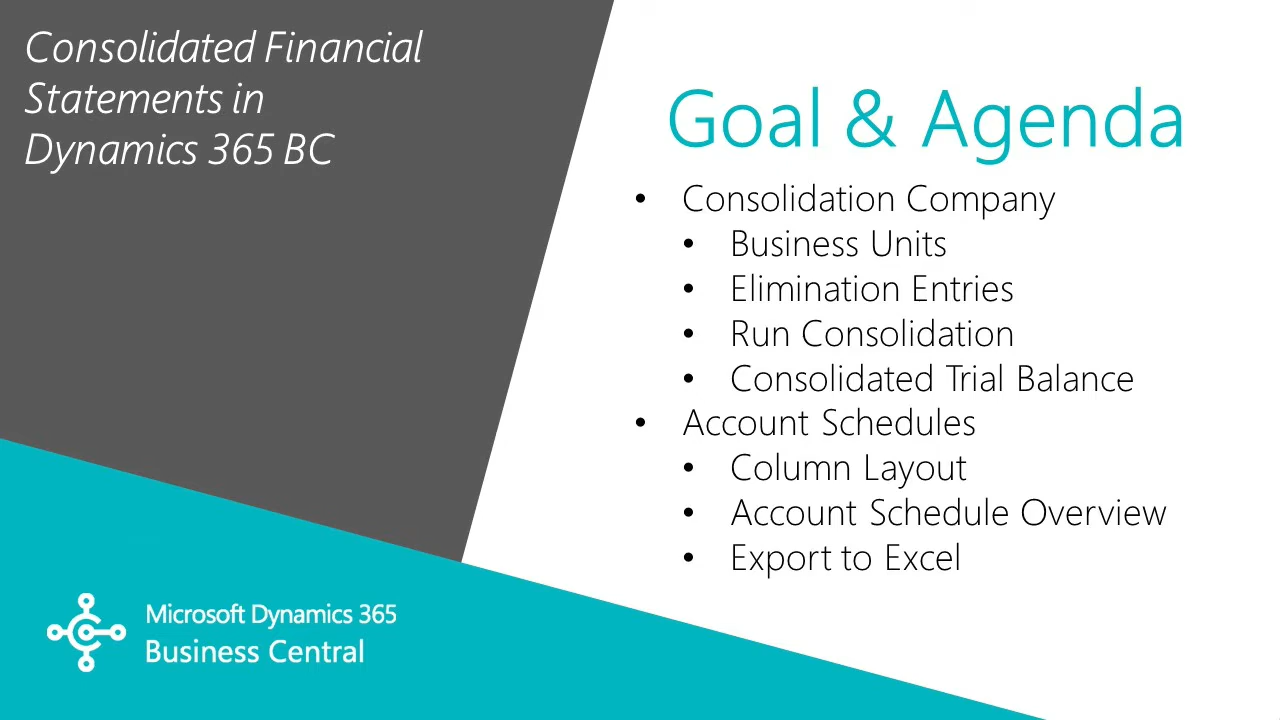 Consolidated Financial
Statements in
Dynamics 365 BC
Goal & Agenda
• Consolidation Company
• Business Units
• Elimination Entries
• Run Consolidation
• Consolidated Trial Balance
• Account Schedules
• Column Layout
• Account Schedule Overview
• Export to Excel
Microsoft Dynamics 365
Business Central